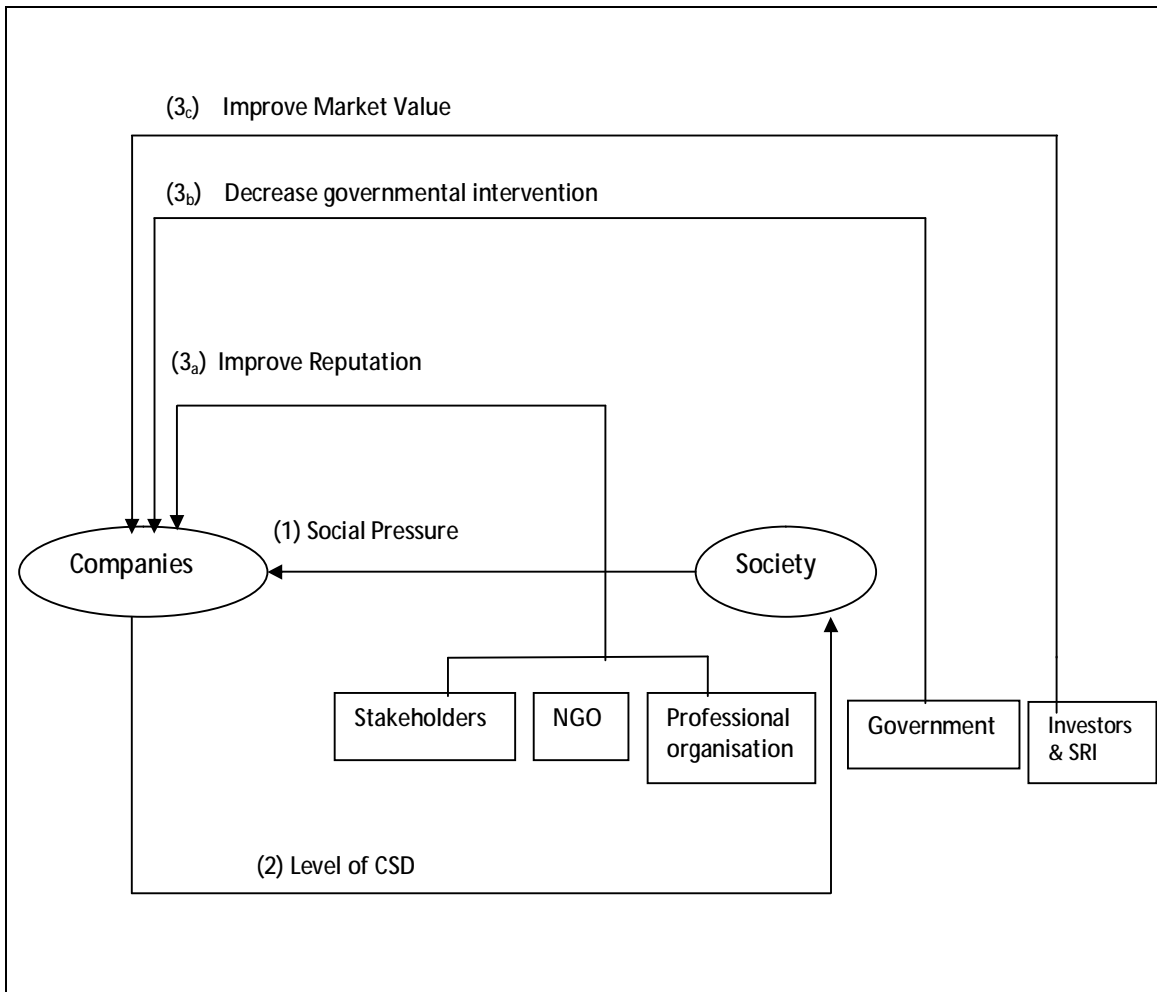 (3c) Improve Market Value
(3b) Decrease governmental intervention
(3a) Improve Reputation
(1) Social Pressure
Companies
Society
Stakeholders
NGO
Professional
organisation
Government
Investors
& SRI
(2) Level of CSD